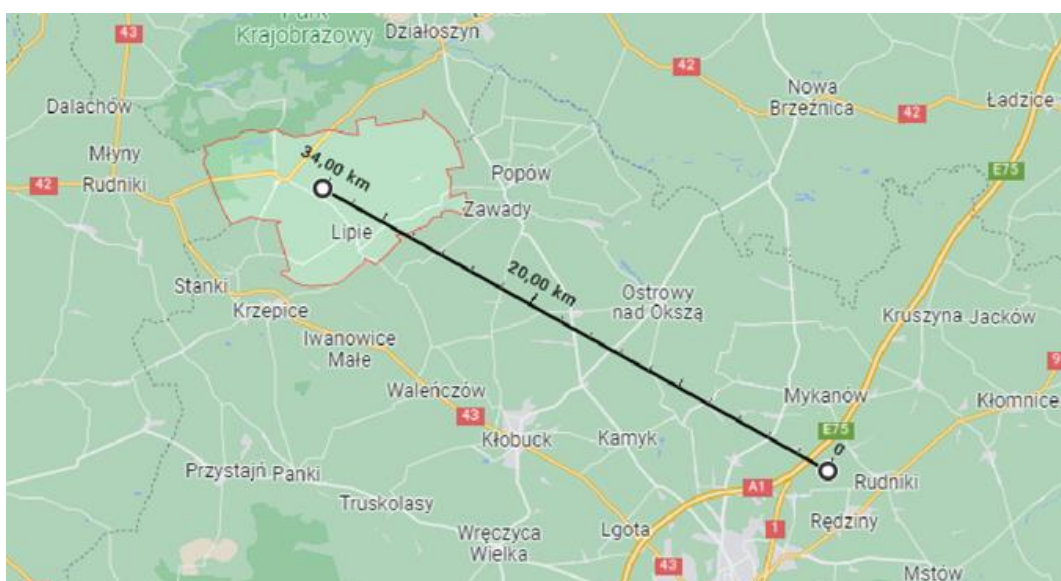 Park
Krajobrazowy
Działoszyn
43
42
Nowa
Brzeźnica
Ładzice
42
Dalachów
Młyny
42
Rudniki
34,00 km
Popów
E75
Zawady
Lipie
Stanki
Krzepice
20,00 km
Ostrowy
nad Okszą
Kruszyna
Jacków
Iwanowice
Małe
Waleńczów
43
Mykanów
Kłomnice
9
E75
0
Kłobuck
Kamyk
Przystajń
Panki
Rudniki
A1
Truskolasy
Wręczyca
Wielka
Lgota
1
Rędziny
43
Mstów